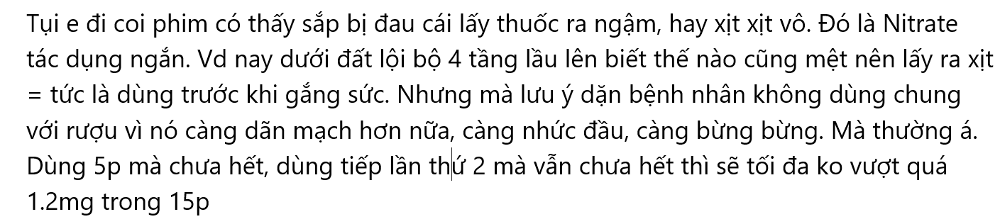 Tụi e đi coi phim có thấy sắp bị đau cái lấy thuốc ra ngậm, hay xịt xịt vô. Đó là Nitrate
tác dụng ngắn. Vd nay dưới đất lội bộ 4 tầng lầu lên biết thế nào cũng mệt nên lấy ra xịt
= tức là dùng trước khi gắng sức. Nhưng mà lưu ý dặn bệnh nhân không dùng chung
với rượu vì nó càng dãn mạch hơn nữa, càng nhức đầu, càng bừng bừng. Mà thường á.
Dùng 5p mà chưa hết, dùng tiếp lần thứ 2 mà vẫn chưa hết thì sẽ tối đa ko vượt quá
1.2mg trong 15p